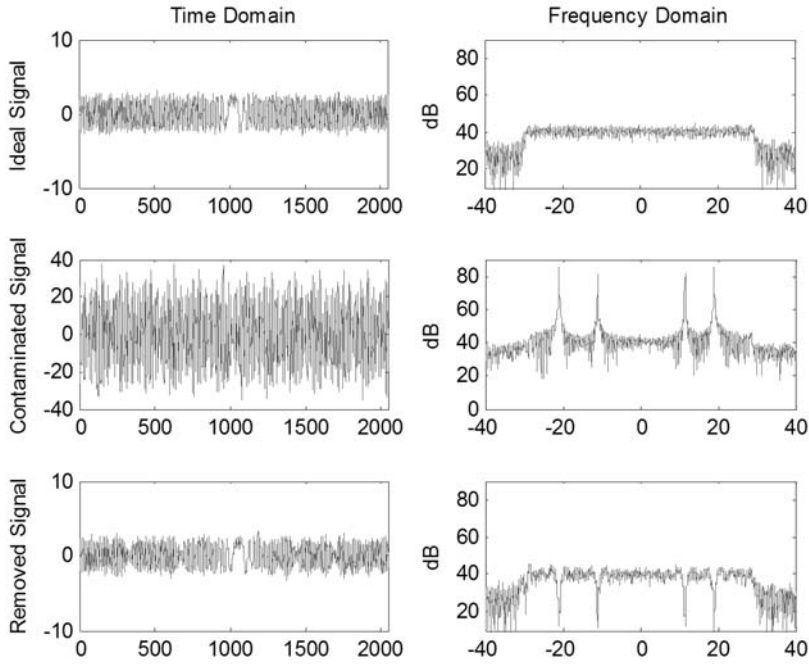 Time Domain
Frequency Domain
Ideal Signal
10
0
-10
0 500 1000 1500 2000
dB
80
60
40
20
-40 -20 0 20 40
Contaminated Signal
40
20
0
-20
-40
0 500 1000 1500 2000
dB
80
60
40
20
0
-40 -20 0 20 40
Removed Signal
10
0
-10
0 500 1000 1500 2000
dB
80
60
40
20
-40 -20 0 20 40